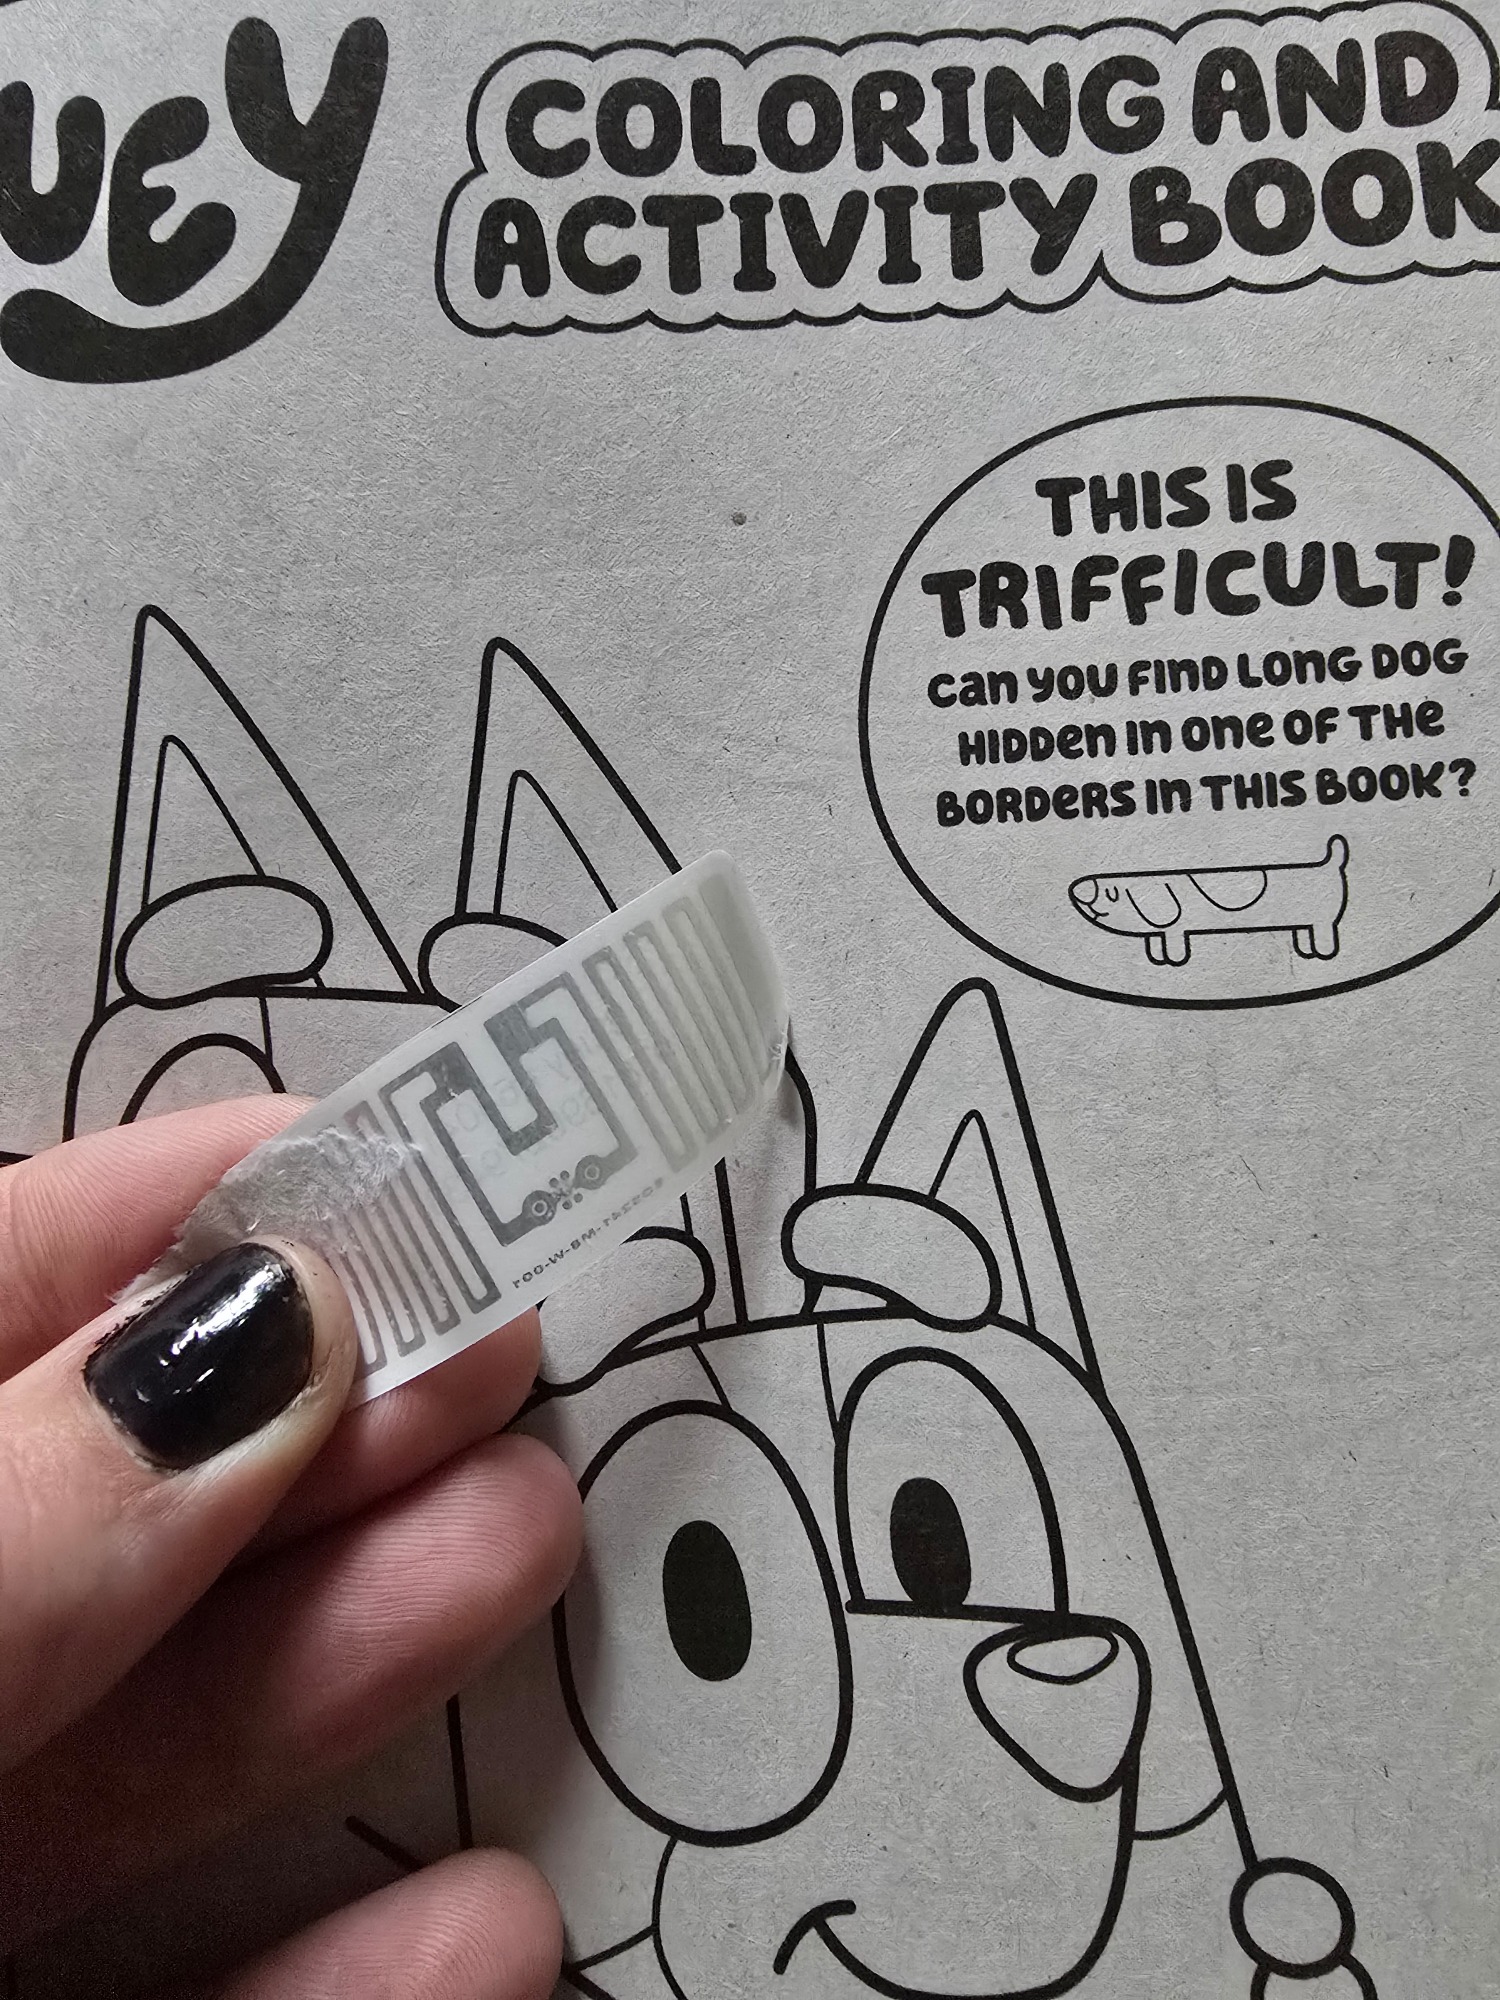 UEY
COLORING AND
ACTIVITY BOOK
THIS IS
TRIFFICULT!
Can YOU FIND LONG DOG
HIDDEN IN ONE OF THE
BORDERS IN THIS BOOK?